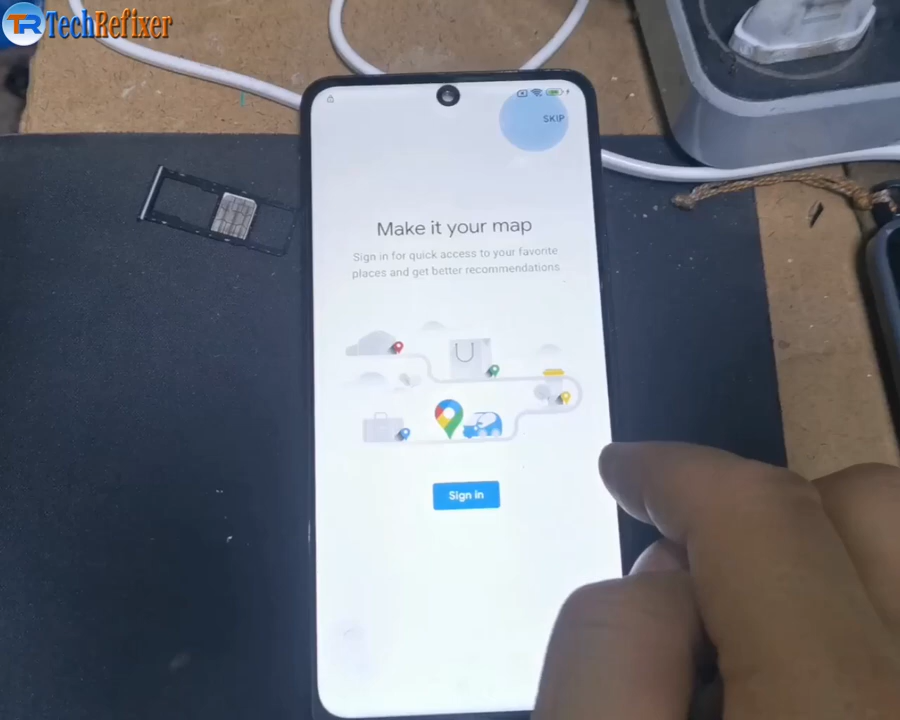 TR TechRefixer
SKIP
Make it your map
Sign in for quick access to your favorite
places and get better recommendations
Sign in